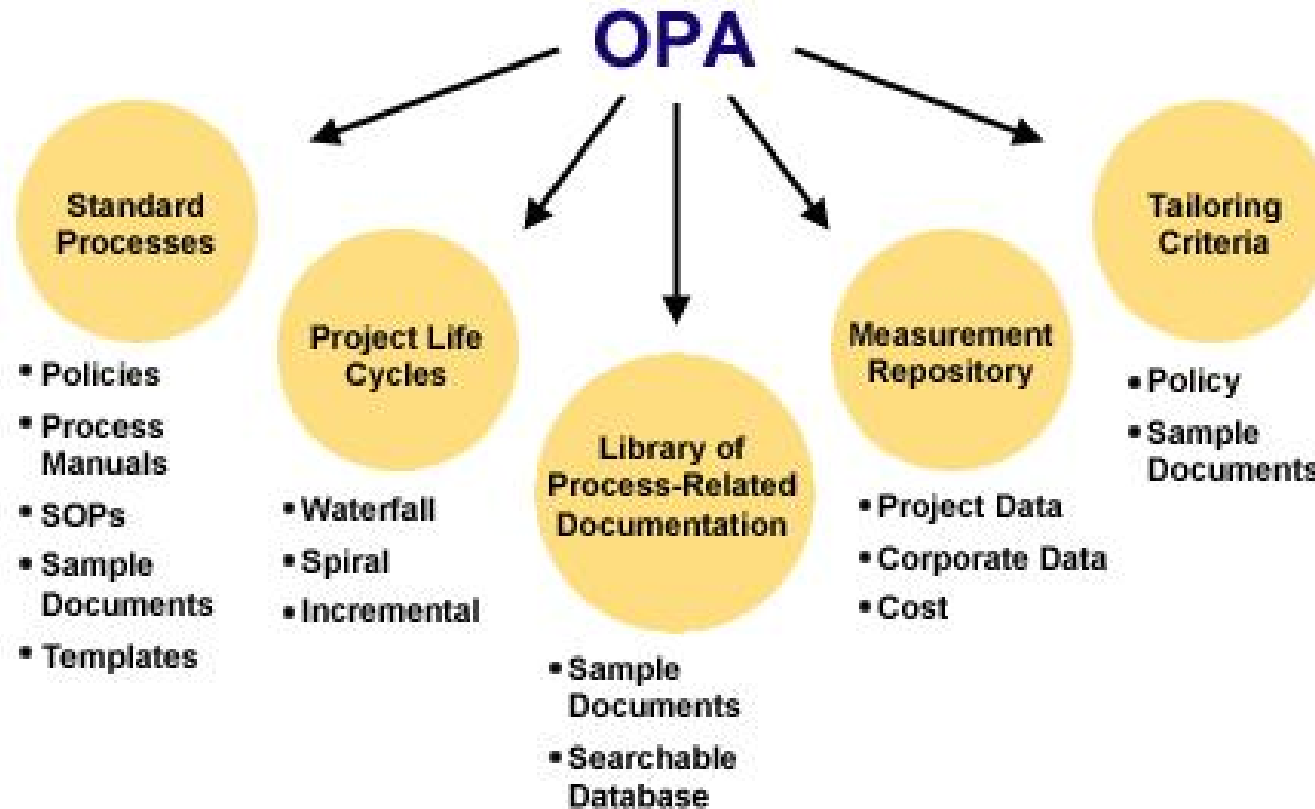 OPA
Standard
Processes
• Policies
• Process
Manuals
• SOPs
• Sample
Documents
• Templates
Project Life
Cycles
• Waterfall
• Spiral
• Incremental
Library of
Process-Related
Documentation
• Sample
Documents
• Searchable
Database
Measurement
Repository
• Project Data
• Corporate Data
• Cost
Tailoring
Criteria
• Policy
• Sample
Documents